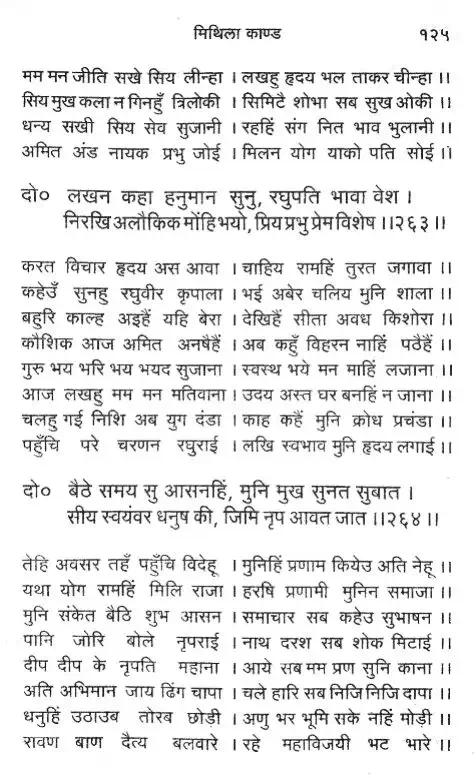 मिथिला काण्ड १२५
मम मन जीति सखे सिय लीन्हा । लखहु हृदय भल ताकर चीन्हा ।।
सिय मुख कला न गिनहुँ त्रिलोकी । सिमिटै शोभा सब सुख ओकी ।।
धन्य सखी सिय सेव सुजानी । रहहिं संग नित भाव भुलानी ।।
अमित अंड नायक प्रभु जोई । मिलन योग याको पति सोई ।।
दो० लखन कहा हनुमान सुनु, रघुपति भावा वेश ।
निरखि अलौकिक मोंहि भयो, प्रिय प्रभु प्रेम विशेष ।।२६३।।
करत विचार हृदय अस आवा । चाहिय रामहिं तुरत जगावा ।।
कहेउँ सुनहु रघुवीर कृपाला । भई अबेर चलिय मुनि शाला ।।
बहुरि काल्ह अइहैं यहि बेरा । देखिहैं सीता अवध किशोरा ।।
कौशिक आज अमित अनषैहैं । अब कहुँ विहरन नाहिं पठैहैं ।।
गुरु भय भरि भय भयद सुजाना । स्वस्थ भये मन माहिं लजाना ।।
आज लखहु मम मन मतिवाना । उदय अस्त घर बनहिं न जाना ।।
चलहु गई निशि अब युग दंडा । काह कहैं मुनि क्रोध प्रचंडा ।।
पहुँचि परे चरणन रघुराई । लखि स्वभाव मुनि हृदय लगाई ।।
दो० बैठे समय सु आसनहिं, मुनि मुख सुनत सुबात ।
सीय स्वयंवर धनुष की, जिमि नृप आवत जात ।।२६४।।
तेहि अवसर तहँ पहुँचि विदेहू । मुनिहिं प्रणाम कियेउ अति नेहू ।।
यथा योग रामहिं मिलि राजा । हरषि प्रणामी मुनिन समाजा ।।
मुनि संकेत बैठि शुभ आसन । समाचार सब कहेउ सुभाषन ।।
पानि जोरि बोले नृपराई । नाथ दरश सब शोक मिटाई ।।
दीप दीप के नृपति महाना । आये सब मम प्रण सुनि काना ।।
अति अभिमान जाय ढिंग चापा । चले हारि सब निजि निजि दापा ।।
धनुहिं उठाउब तोरब छोड़ी । अणु भर भूमि सके नहिं मोड़ी ।।
रावण बाण दैत्य बलवारे । रहे महाविजयी भट भारे ।।